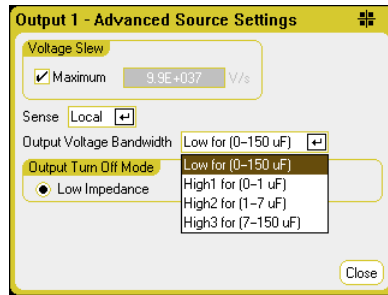 Output 1 - Advanced Source Settings
Voltage Slew
Maximum 9.9E+037 V/s
Sense Local
Output Voltage Bandwidth Low for (0-150 uF)
Output Turn Off Mode Low for (0-150 uF)
Low Impedance High1 for (0-1 uF)
High2 for (1-7 uF)
High3 for (7-150 uF)
Close